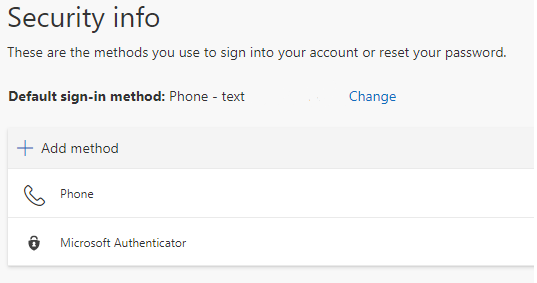 Security info
These are the methods you use to sign into your account or reset your password.
Default sign-in method: Phone - text Change
Add method
Phone
Microsoft Authenticator